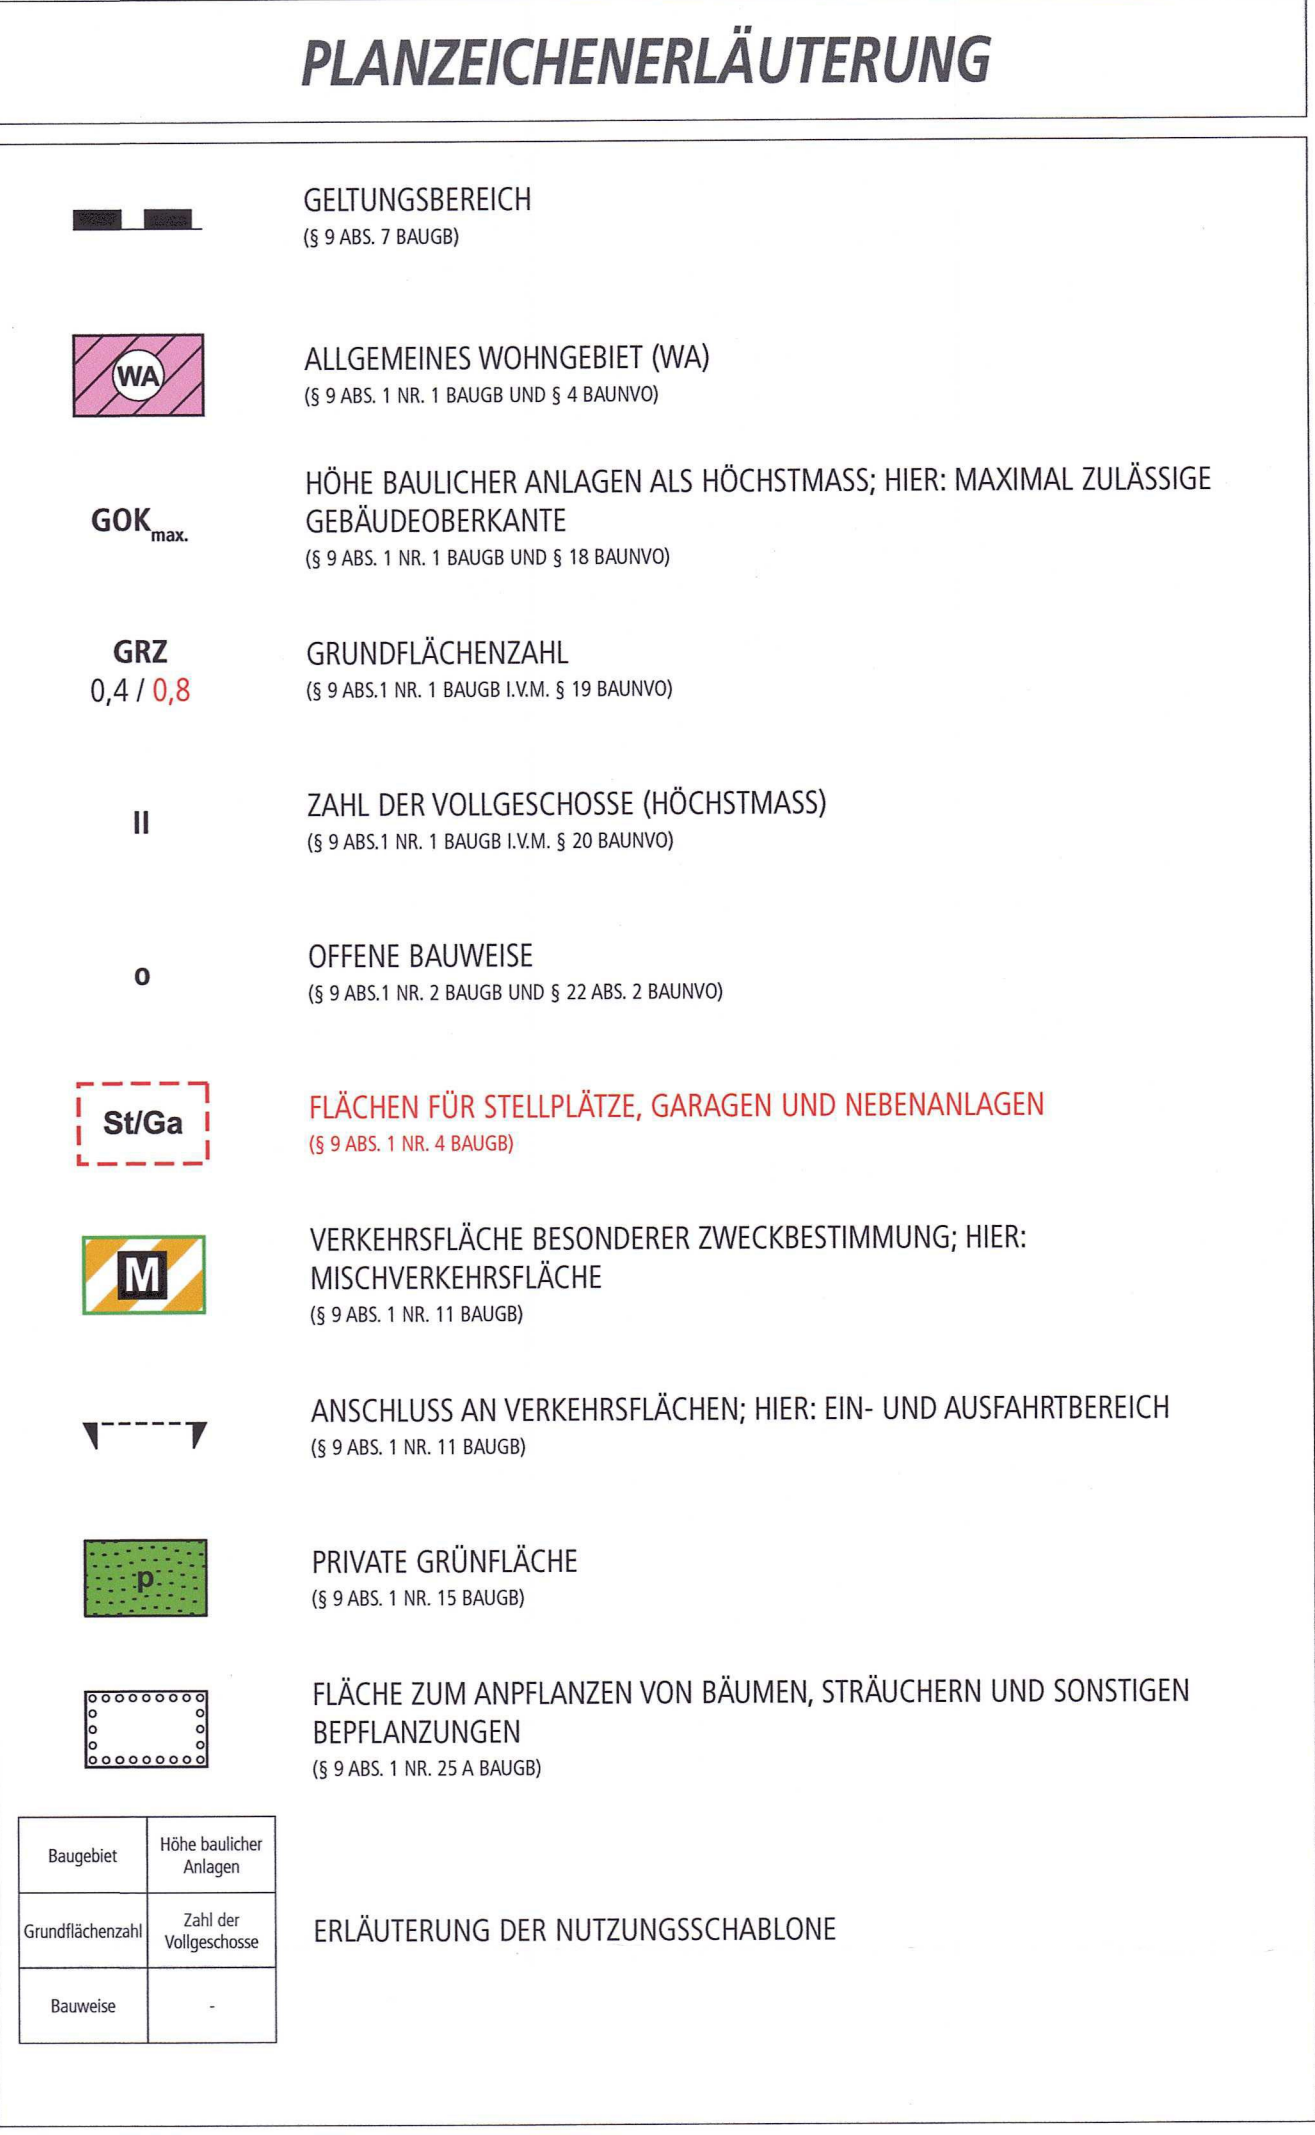 PLANZEICHENERLÄUTERUNG
GELTUNGSBEREICH
(§ 9 ABS. 7 BAUGB)
WA
ALLGEMEINES WOHNGEBIET (WA)
(§ 9 ABS. 1 NR. 1 BAUGB UND § 4 BAUNVO)
GOKmax.
HÖHE BAULICHER ANLAGEN ALS HÖCHSTMASS; HIER: MAXIMAL ZULÄSSIGE
GEBÄUDEOBERKANTE
(§ 9 ABS. 1 NR. 1 BAUGB UND § 18 BAUNVO)
GRZ
0,4 / 0,8
GRUNDFLÄCHENZAHL
(§ 9 ABS.1 NR. 1 BAUGB I.V.M. § 19 BAUNVO)
II
ZAHL DER VOLLGESCHOSSE (HÖCHSTMASS)
(§ 9 ABS.1 NR. 1 BAUGB I.V.M. § 20 BAUNVO)
o
OFFENE BAUWEISE
(§ 9 ABS.1 NR. 2 BAUGB UND § 22 ABS. 2 BAUNVO)
St/Ga
FLÄCHEN FÜR STELLPLÄTZE, GARAGEN UND NEBENANLAGEN
(§ 9 ABS. 1 NR. 4 BAUGB)
M
VERKEHRSFLÄCHE BESONDERER ZWECKBESTIMMUNG; HIER:
MISCHVERKEHRSFLÄCHE
(§ 9 ABS. 1 NR. 11 BAUGB)
ANSCHLUSS AN VERKEHRSFLÄCHEN; HIER: EIN- UND AUSFAHRTBEREICH
(§ 9 ABS. 1 NR. 11 BAUGB)
p
PRIVATE GRÜNFLÄCHE
(§ 9 ABS. 1 NR. 15 BAUGB)
FLÄCHE ZUM ANPFLANZEN VON BÄUMEN, STRÄUCHERN UND SONSTIGEN
BEPFLANZUNGEN
(§ 9 ABS. 1 NR. 25 A BAUGB)
Baugebiet
Höhe baulicher
Anlagen
Grundflächenzahl
Zahl der
Vollgeschosse
Bauweise
-
ERLÄUTERUNG DER NUTZUNGSSCHABLONE